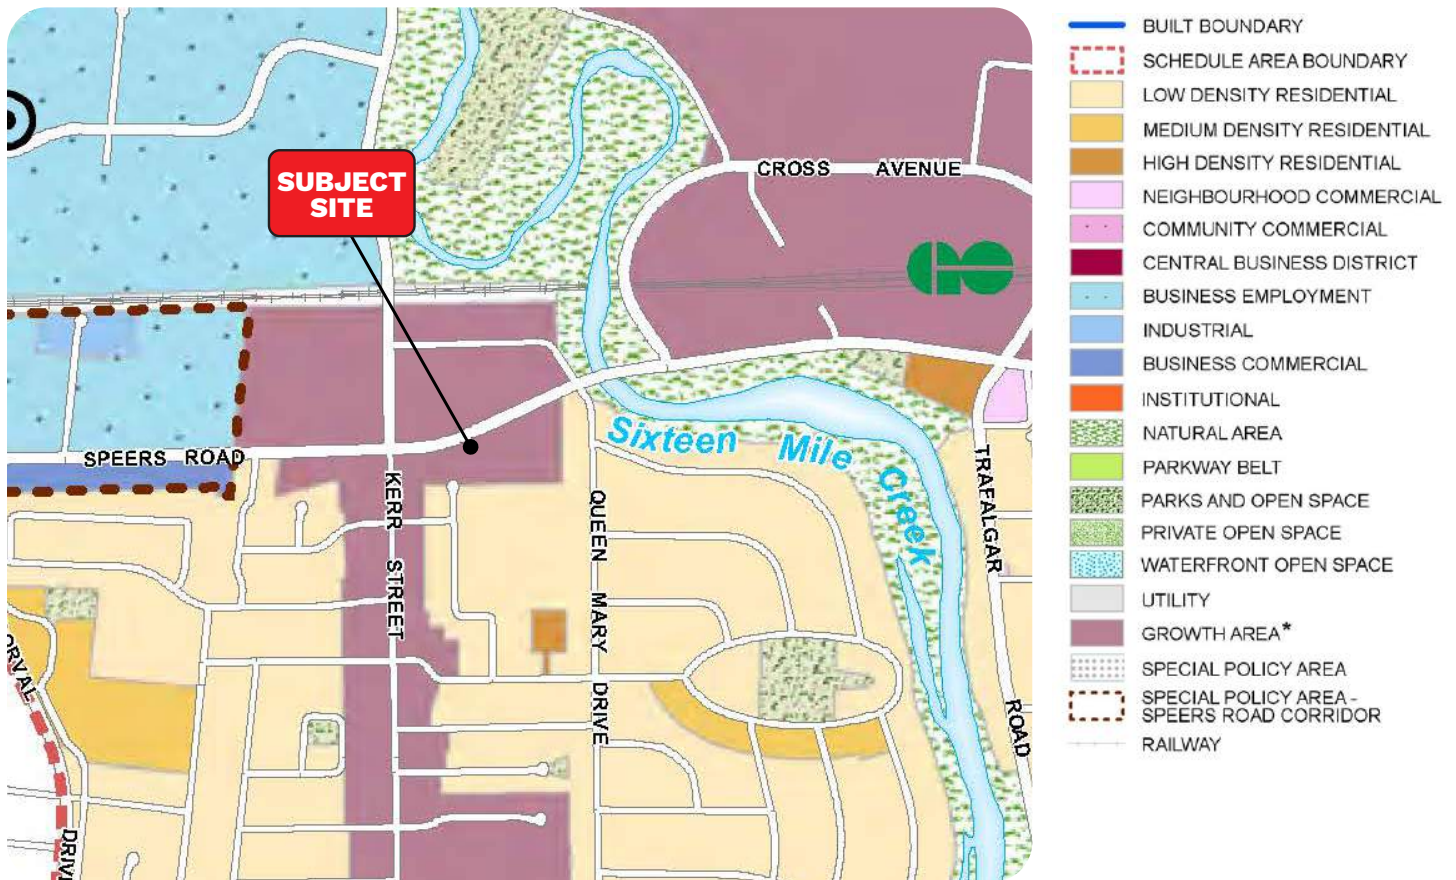 SUBJECT
SITE
CROSS AVENUE
GO
SPEERS ROAD
KERR STREET
QUEEN MARY DRIVE
Sixteen Mile Creek
TRAFALGAR ROAD
ORVAL DRIV
BUILT BOUNDARY
SCHEDULE AREA BOUNDARY
LOW DENSITY RESIDENTIAL
MEDIUM DENSITY RESIDENTIAL
HIGH DENSITY RESIDENTIAL
NEIGHBOURHOOD COMMERCIAL
COMMUNITY COMMERCIAL
CENTRAL BUSINESS DISTRICT
BUSINESS EMPLOYMENT
INDUSTRIAL
BUSINESS COMMERCIAL
INSTITUTIONAL
NATURAL AREA
PARKWAY BELT
PARKS AND OPEN SPACE
PRIVATE OPEN SPACE
WATERFRONT OPEN SPACE
UTILITY
GROWTH AREA*
SPECIAL POLICY AREA
SPECIAL POLICY AREA -
SPEERS ROAD CORRIDOR
RAILWAY